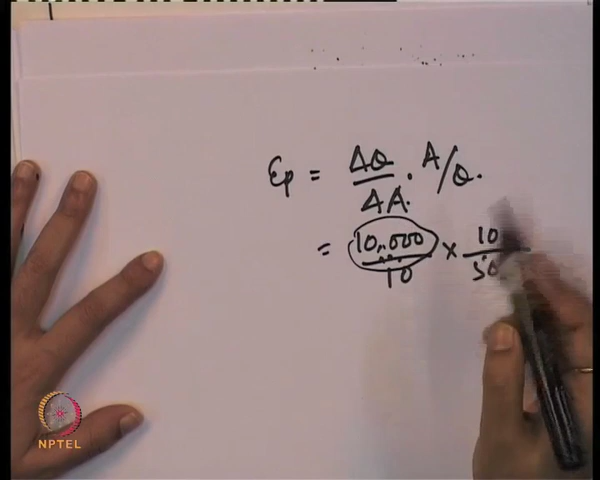 Ep = ΔQ/ΔA . A/Q.
= 10,000/10 × 10/50
NPTEL